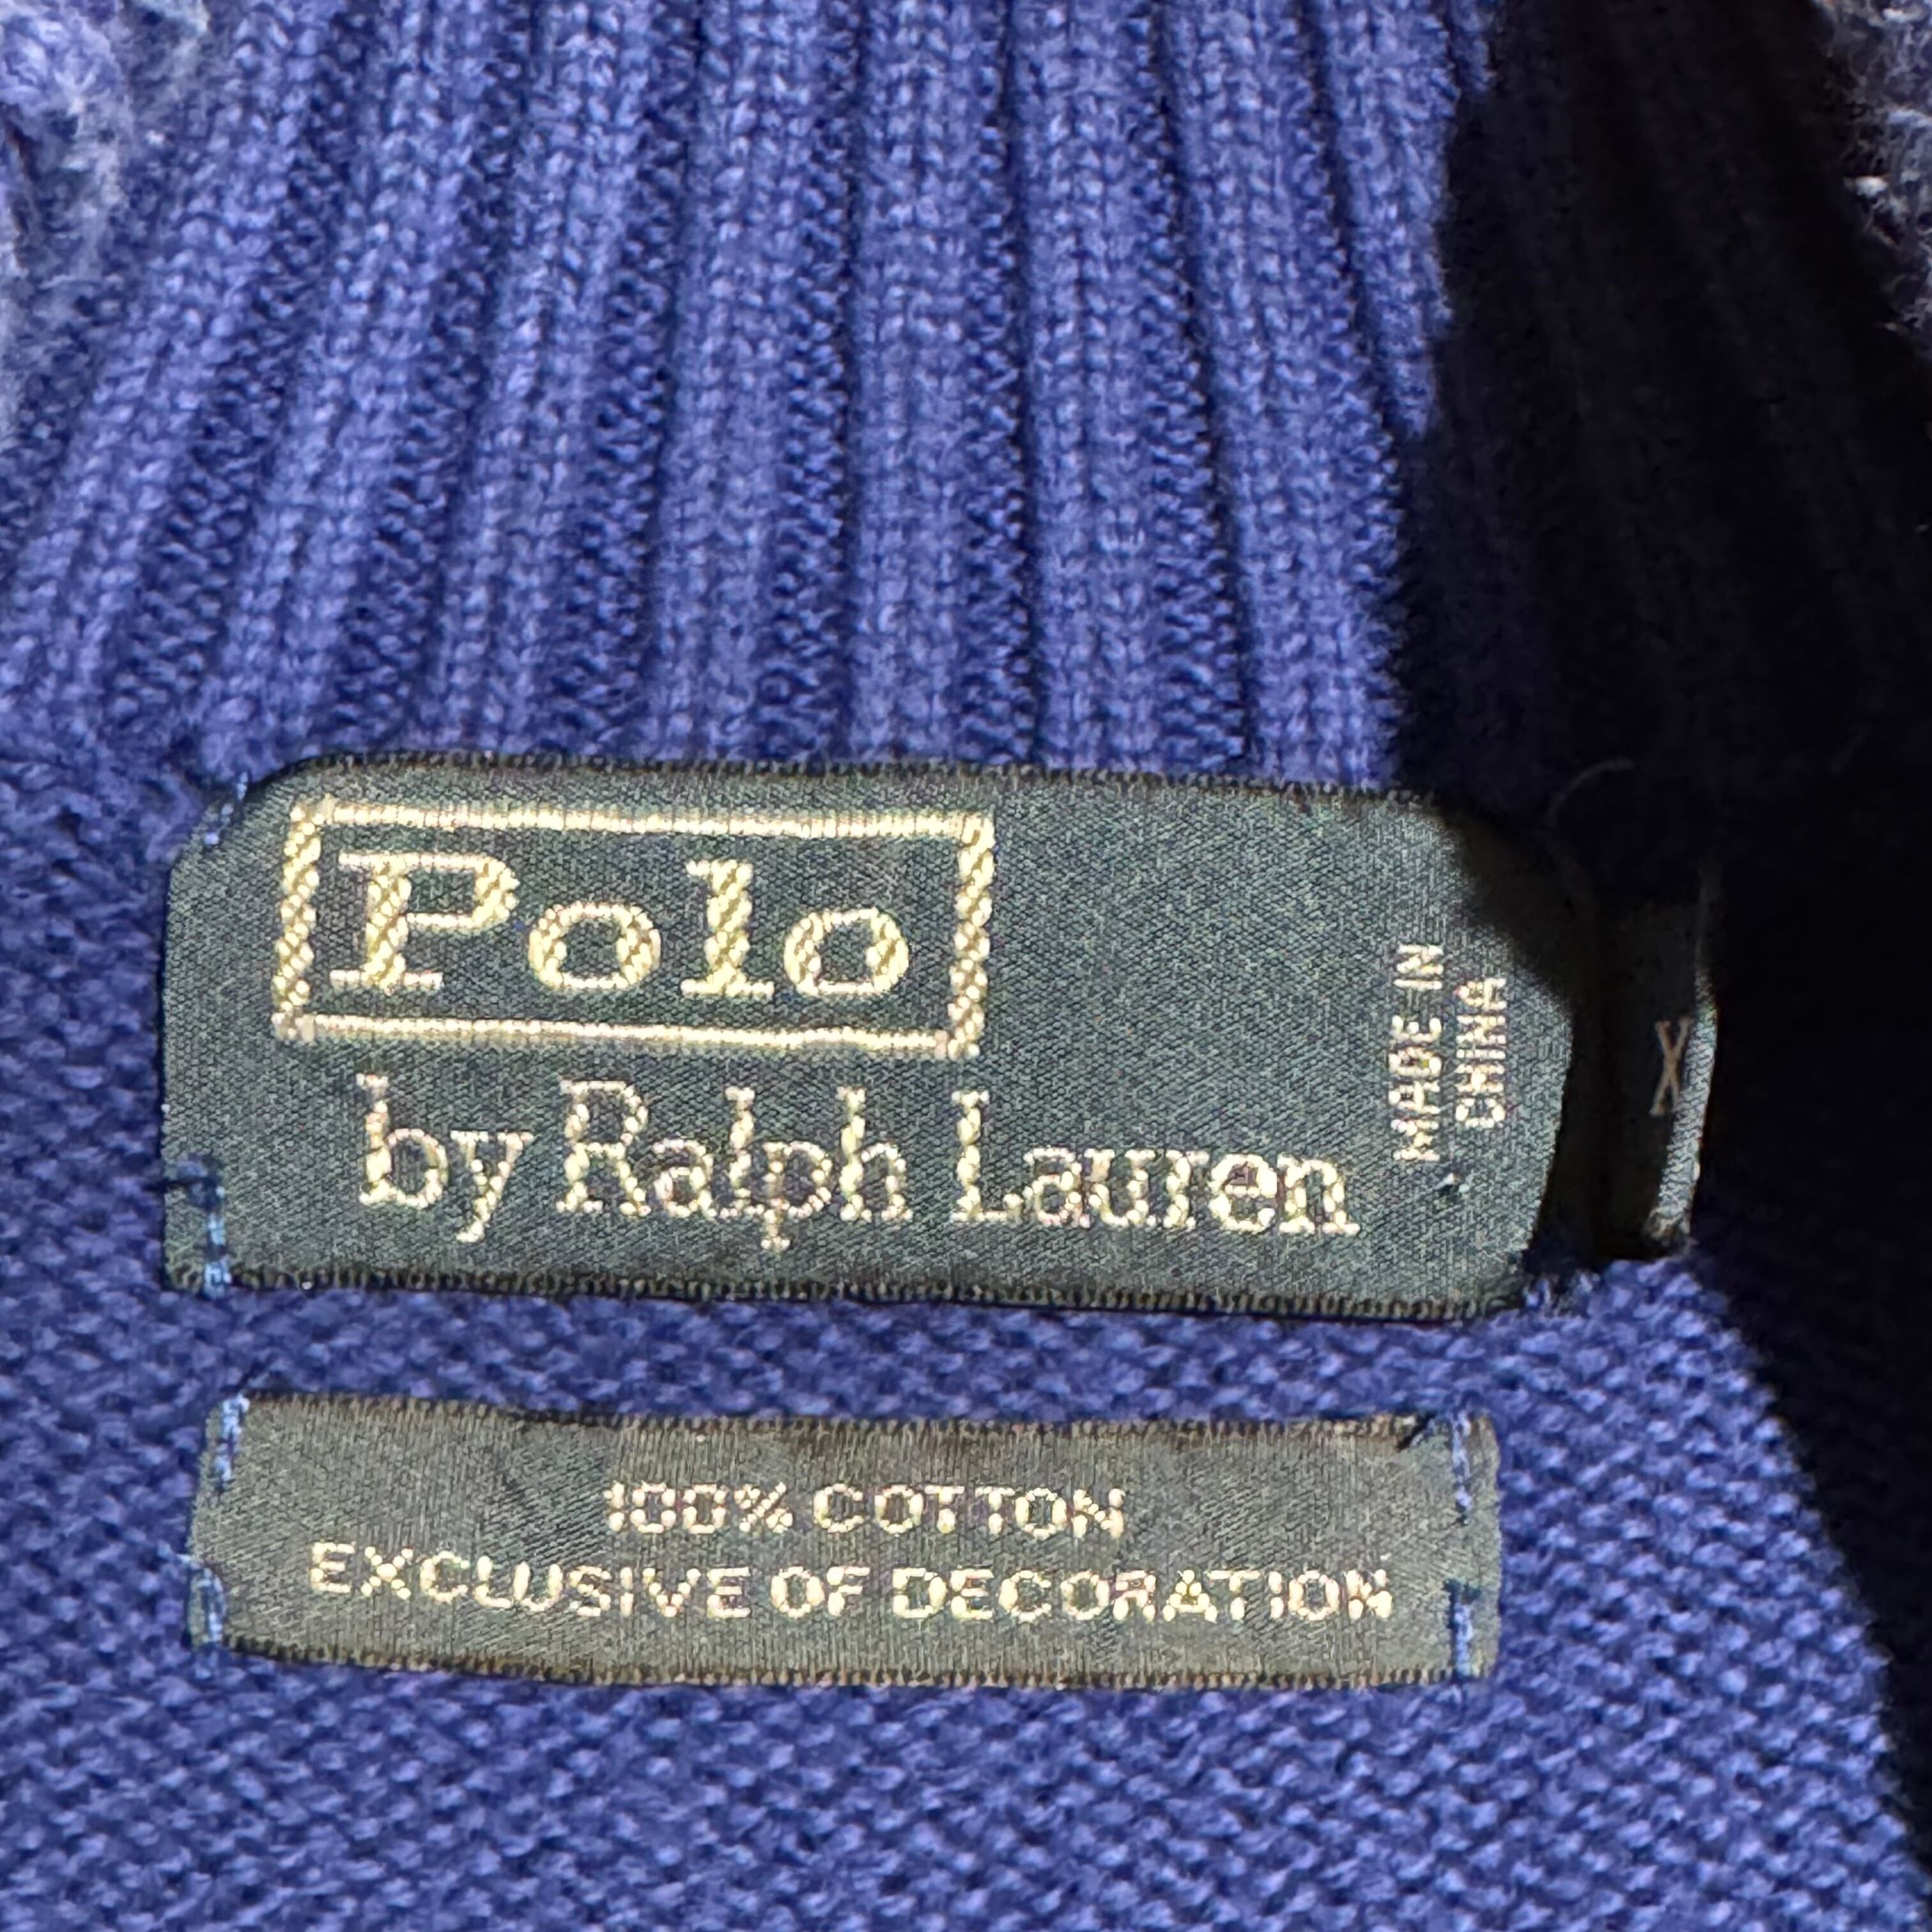 Polo
by Ralph Lauren
MADE IN
CHINA
X
100% COTTON
EXCLUSIVE OF DECORATION